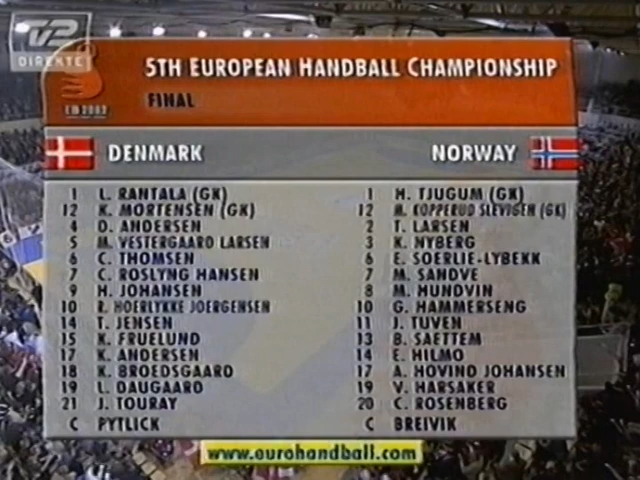 TV2
DIREKTE
5TH EUROPEAN HANDBALL CHAMPIONSHIP
FINAL
EM 2002
DENMARK
NORWAY
1 L. RANTALA (GK)
12 K. MORTENSEN (GK)
4 D. ANDERSEN
5 M. VESTERGAARD LARSEN
6 C. THOMSEN
7 C. ROSLYNG HANSEN
9 H. JOHANSEN
10 R. HOERLYKKE JOERGENSEN
14 T. JENSEN
15 K. FRUELUND
17 K. ANDERSEN
18 K. BROEDSGAARD
19 L. DAUGAARD
21 J. TOURAY
C PYTLICK
1 H. TJUGUM (GK)
12 M. KOPPERUD SLEVIGEN (GK)
2 T. LARSEN
3 K. NYBERG
6 E. SOERLIE-LYBEKK
7 M. SANDVE
8 M. HUNDVIN
10 G. HAMMERSENG
11 J. TUVEN
13 B. SAETTEM
14 E. HILMO
17 A. HOVIND JOHANSEN
19 V. HARSAKER
20 C. ROSENBERG
C BREIVIK
www.eurohandball.com